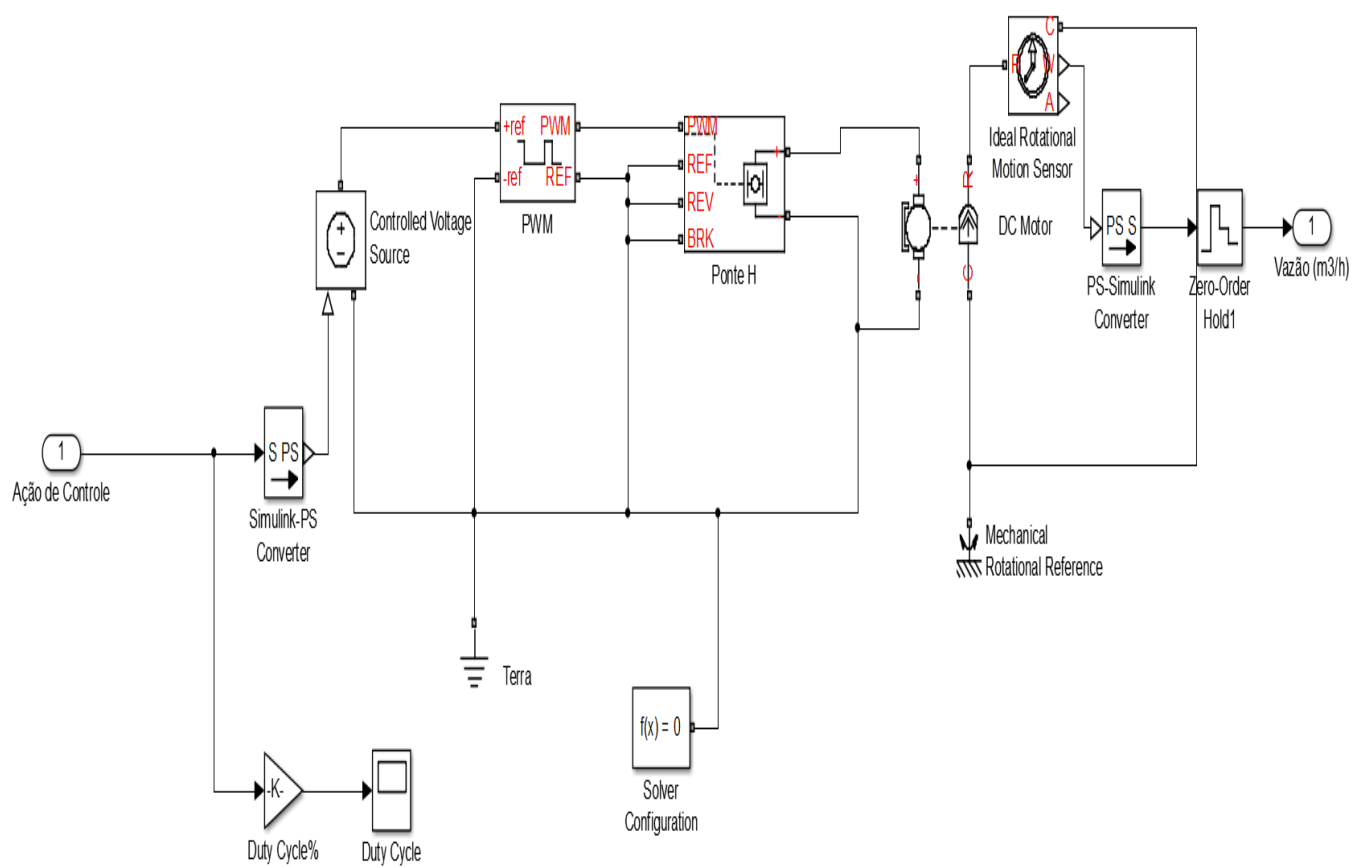 C
R
W
A
Ideal Rotational
Motion Sensor
+ref
PWM
-ref
REF
PWM
PWM
REF
REV
BRK
+
-
Ponte H
+
-
Controlled Voltage
Source
+
-
R
C
DC Motor
PS S
PS-Simulink
Converter
Zero-Order
Hold1
1
Vazão (m3/h)
1
Ação de Controle
S PS
Simulink-PS
Converter
Mechanical
Rotational Reference
Terra
f(x) = 0
Solver
Configuration
-K-
Duty Cycle%
Duty Cycle